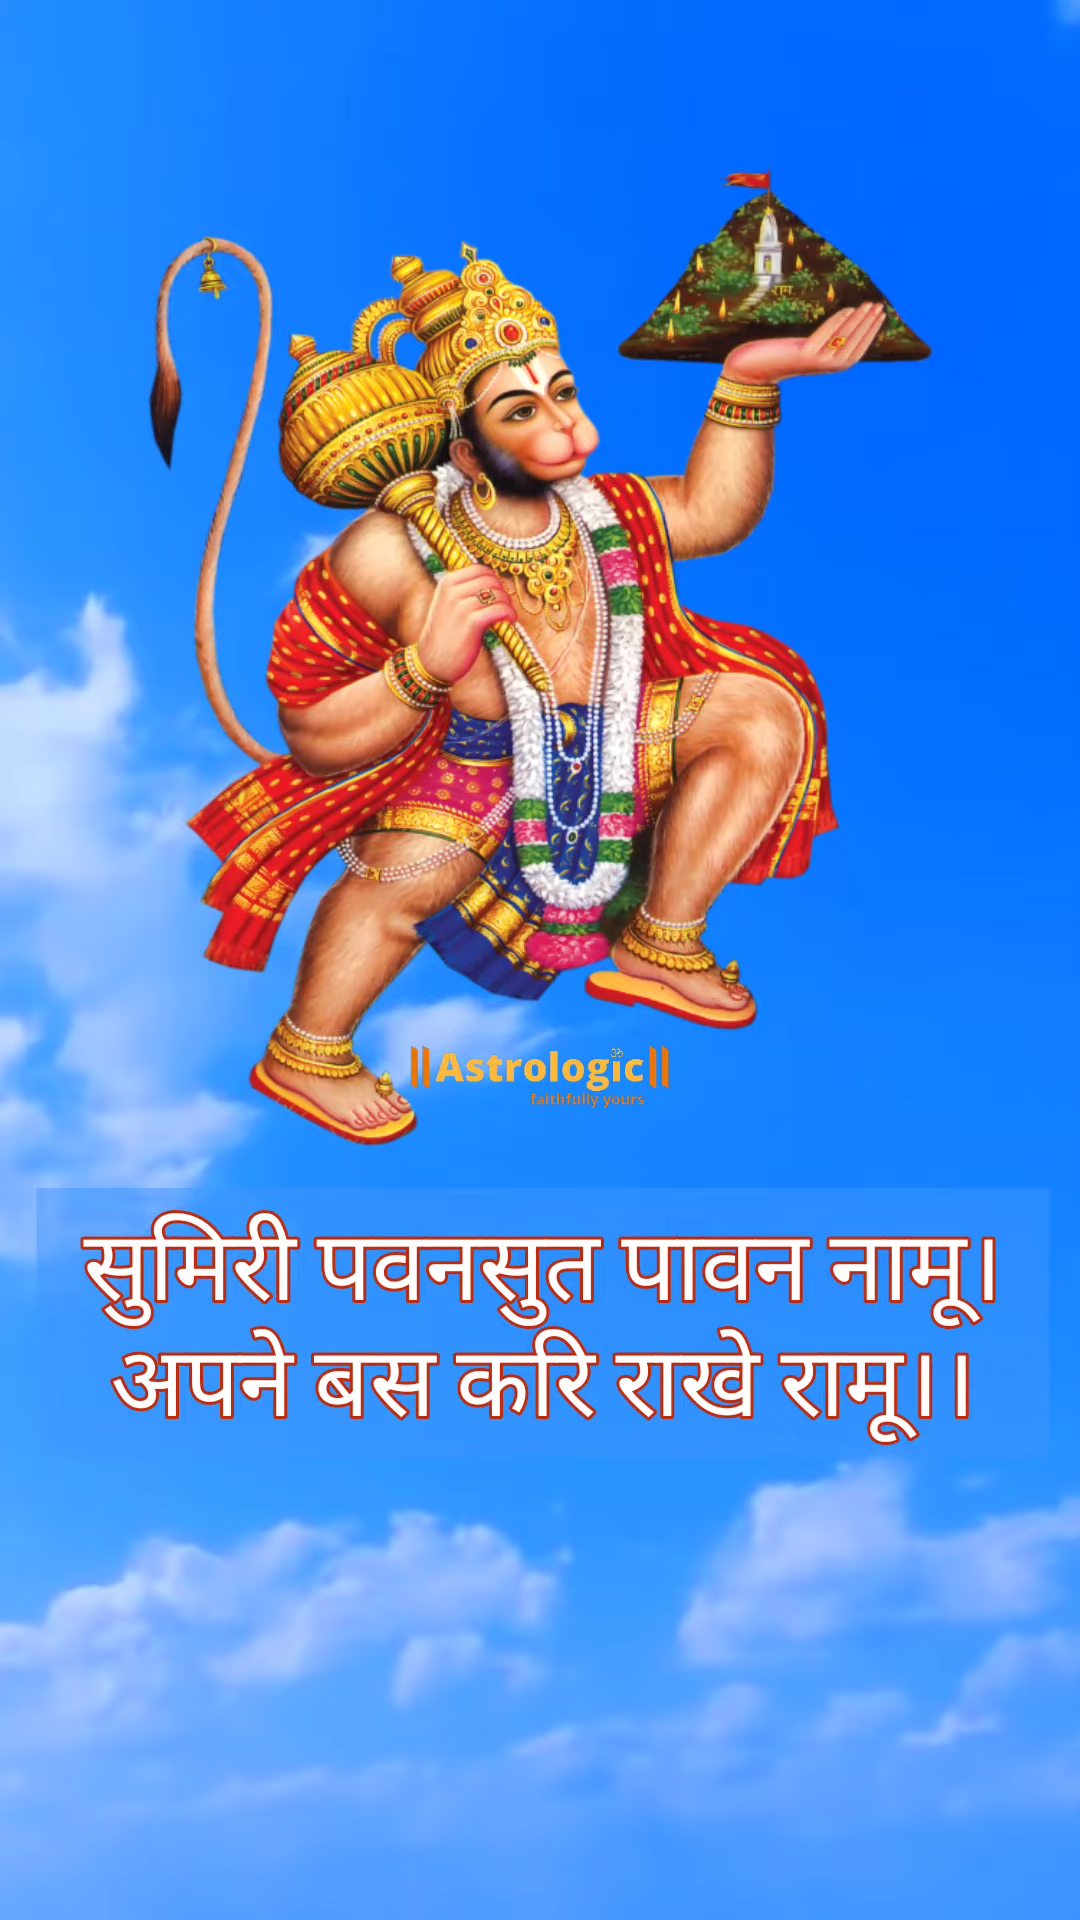 राम
||Astrologic||
ॐ
faithfully yours
सुमिरी पवनसुत पावन नामू।
अपने बस करि राखे रामू।।